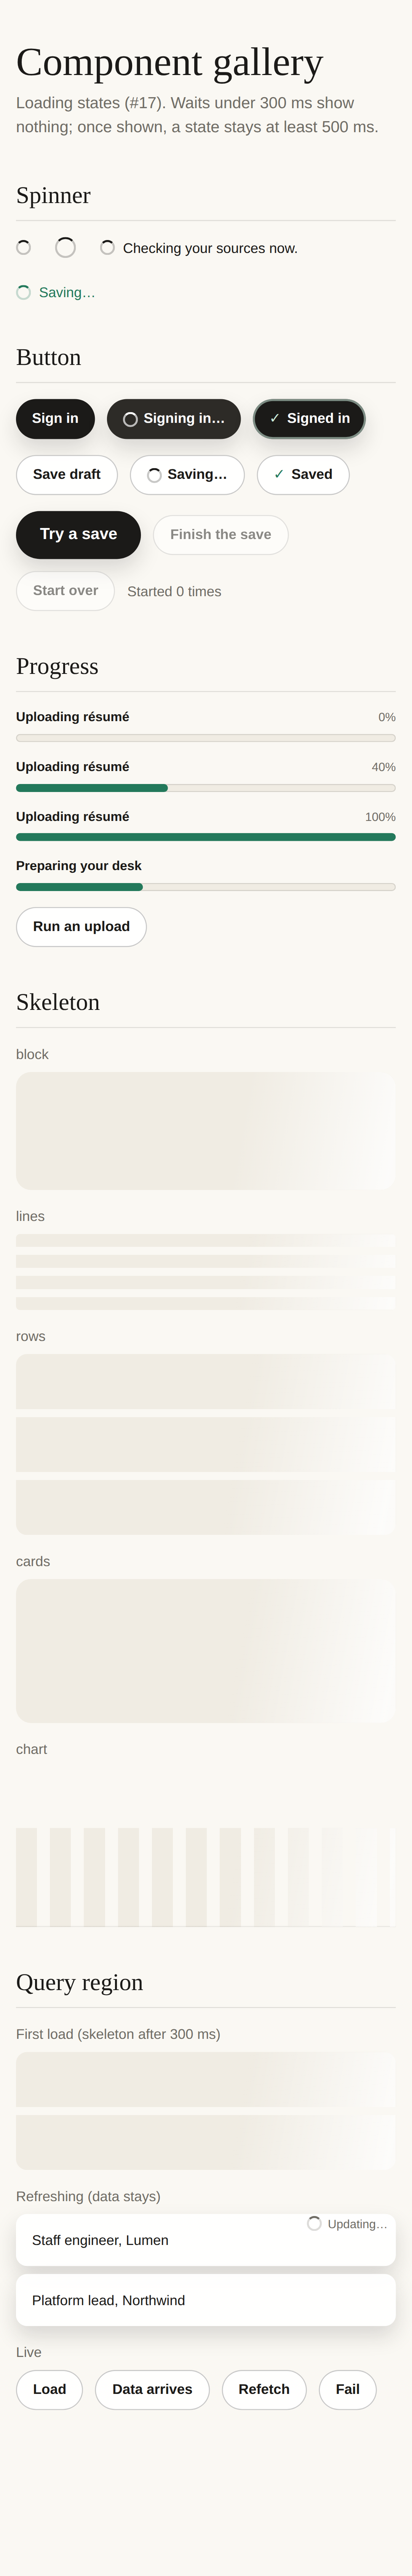 Component gallery
Loading states (#17). Waits under 300 ms show
nothing; once shown, a state stays at least 500 ms.
Spinner
Checking your sources now.
Saving…
Button
Sign in
Signing in…
✓ Signed in
Save draft
Saving…
✓ Saved
Try a save
Finish the save
Start over
Started 0 times
Progress
Uploading résumé 0%
Uploading résumé 40%
Uploading résumé 100%
Preparing your desk
Run an upload
Skeleton
block
lines
rows
cards
chart
Query region
First load (skeleton after 300 ms)
Refreshing (data stays)
Updating…
Staff engineer, Lumen
Platform lead, Northwind
Live
Load
Data arrives
Refetch
Fail